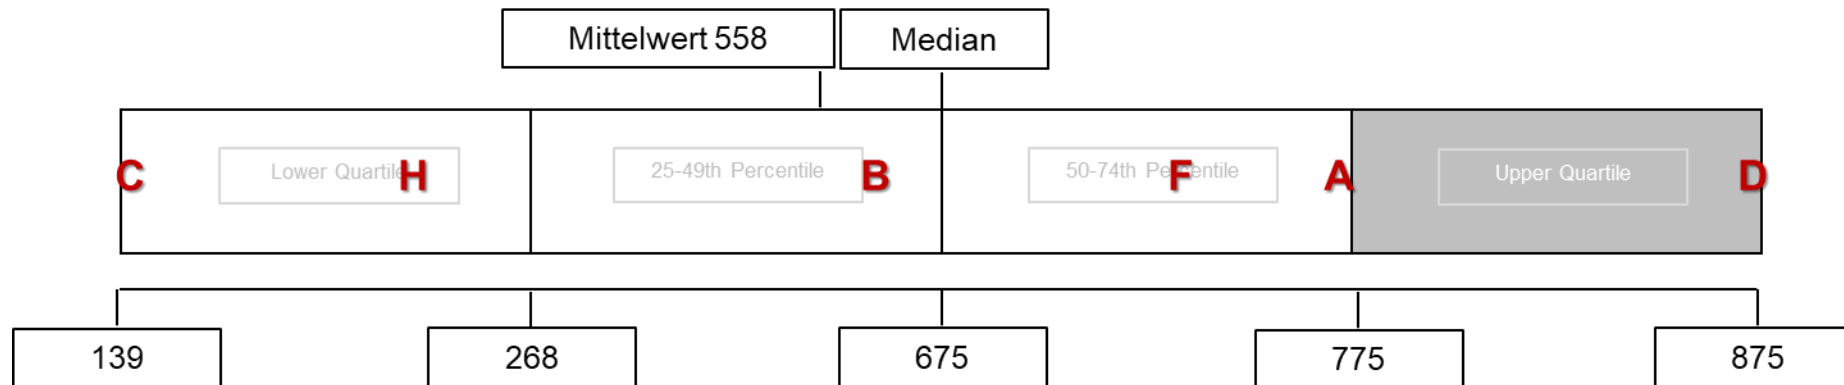 Mittelwert 558
Median
C
Lower Quartile
H
25-49th Percentile
B
50-74th Percentile
F
A
Upper Quartile
D
139
268
675
775
875